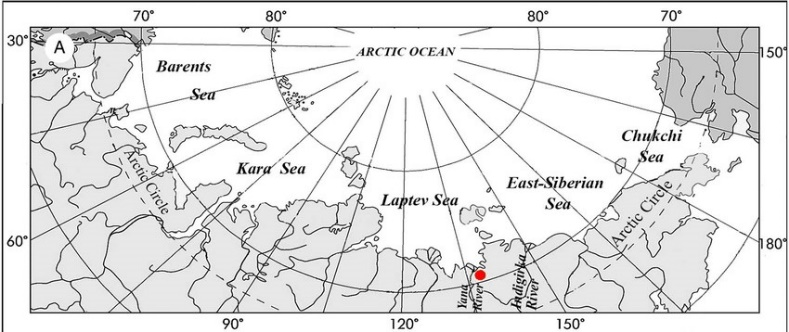 70° 80° 80° 70°
30° A ARCTIC OCEAN 150°
Barents
Sea
Chukchi
Sea
Kara Sea
Arctic Circle
East-Siberian
Sea
Laptev Sea
Arctic Circle
60° 180°
Yana
River
Indigirka
River
90° 120° 150°